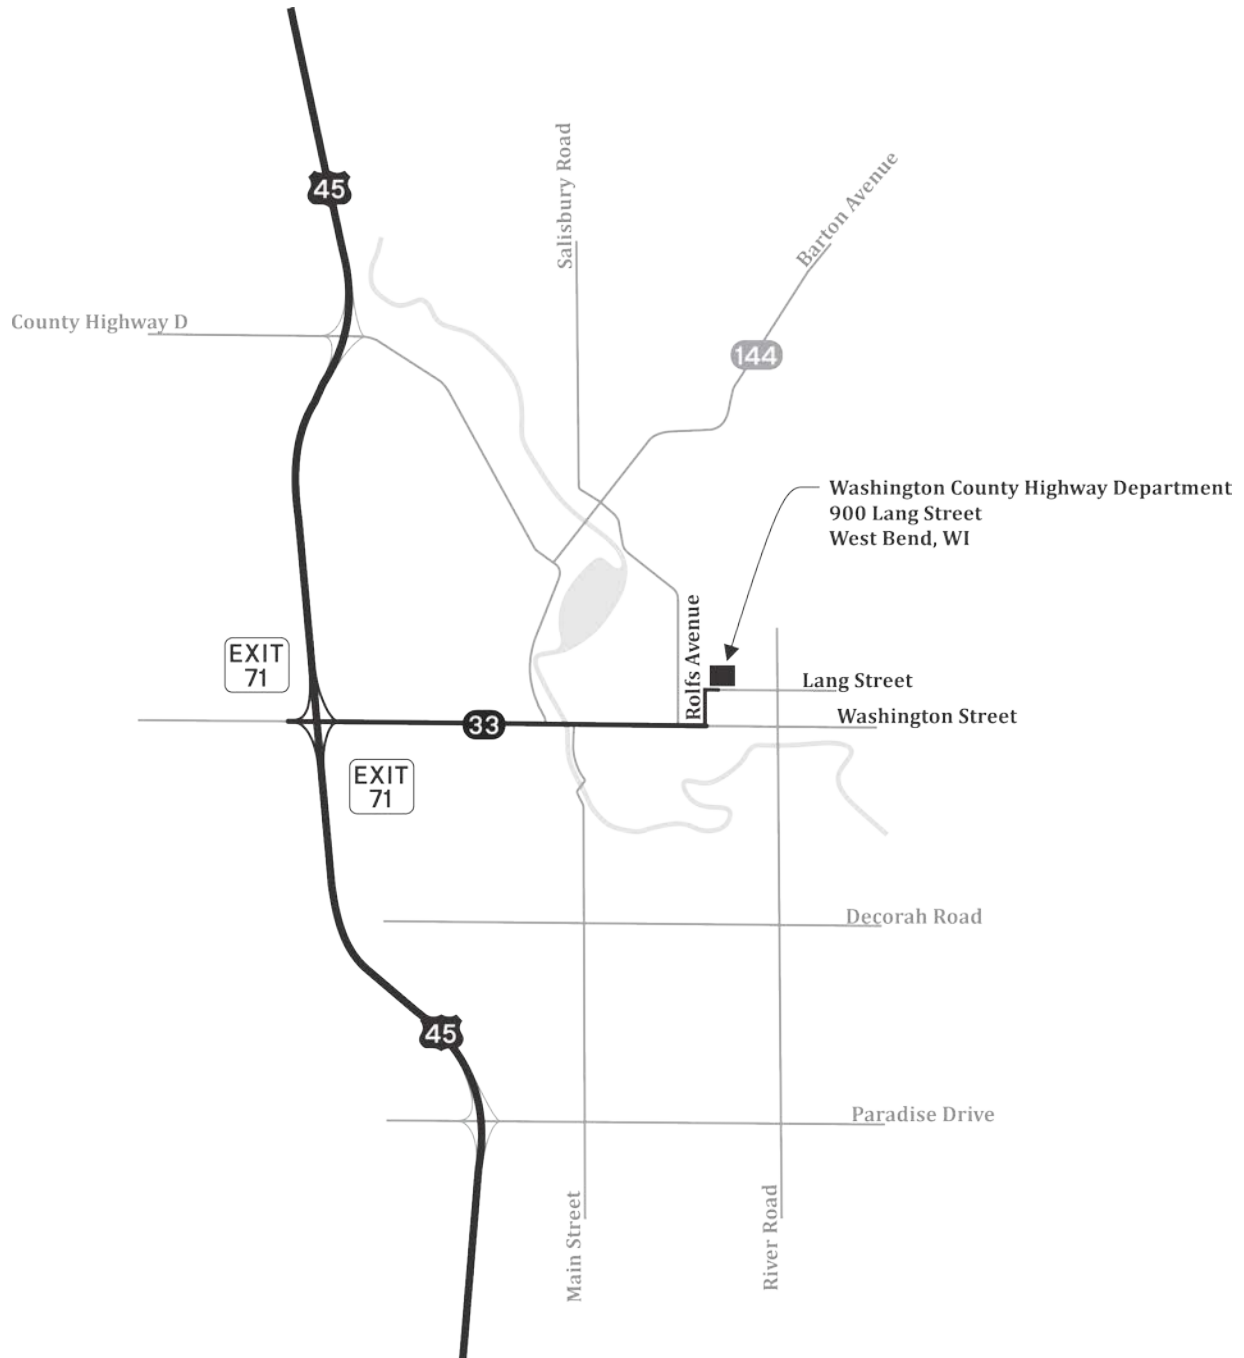 45
Salisbury Road
Barton Avenue
County Highway D
144
Washington County Highway Department
900 Lang Street
West Bend, WI
Rolfs Avenue
EXIT
71
Lang Street
Washington Street
33
EXIT
71
Decorah Road
45
Paradise Drive
Main Street
River Road